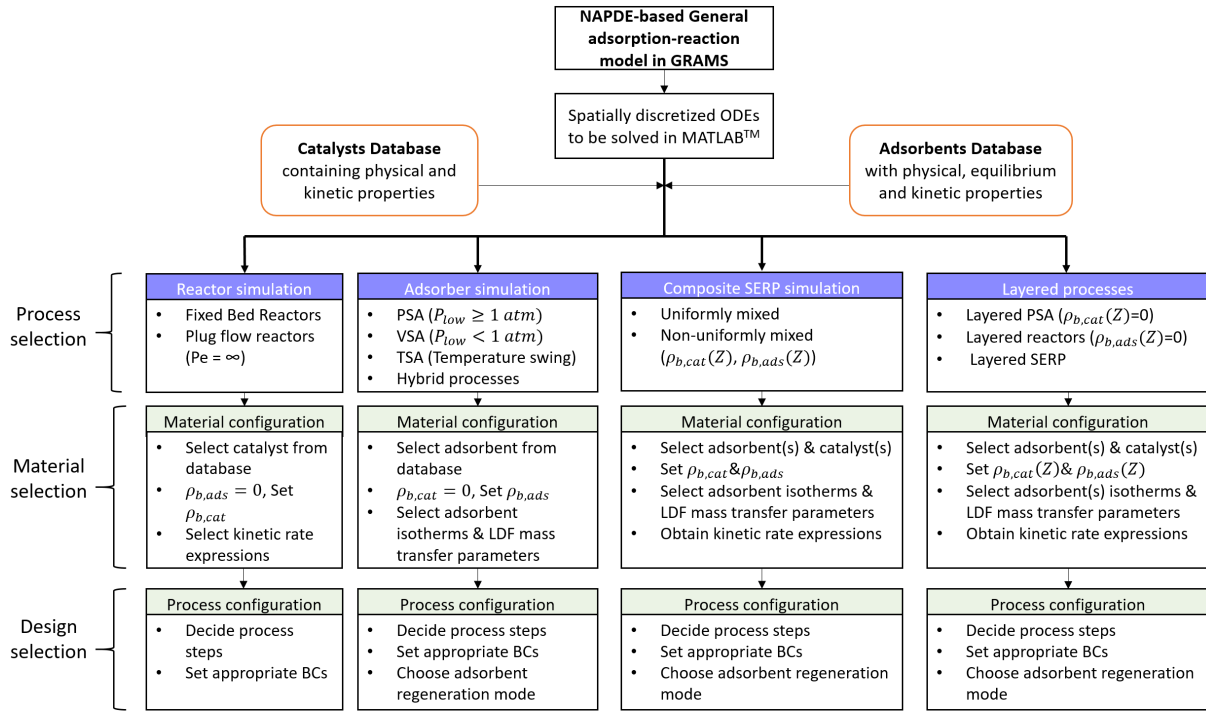 NAPDE-based General
adsorption-reaction
model in GRAMS
Spatially discretized ODEs
to be solved in MATLAB™
Catalysts Database
containing physical and
kinetic properties
Adsorbents Database
with physical, equilibrium
and kinetic properties
Process
selection
Reactor simulation
• Fixed Bed Reactors
• Plug flow reactors
(Pe = ∞)
Adsorber simulation
• PSA (P_low ≥ 1 atm)
• VSA (P_low < 1 atm)
• TSA (Temperature swing)
• Hybrid processes
Composite SERP simulation
• Uniformly mixed
• Non-uniformly mixed
(ρ_b,cat(Z), ρ_b,ads(Z))
Layered processes
• Layered PSA (ρ_b,cat(Z)=0)
• Layered reactors (ρ_b,ads(Z)=0)
• Layered SERP
Material
selection
Material configuration
• Select catalyst from
database
• ρ_b,ads = 0, Set
ρ_b,cat
• Select kinetic rate
expressions
Material configuration
• Select adsorbent from
database
• ρ_b,cat = 0, Set ρ_b,ads
• Select adsorbent
isotherms & LDF mass
transfer parameters
Material configuration
• Select adsorbent(s) & catalyst(s)
• Set ρ_b,cat&ρ_b,ads
• Select adsorbent isotherms &
LDF mass transfer parameters
• Obtain kinetic rate expressions
Material configuration
• Select adsorbent(s) & catalyst(s)
• Set ρ_b,cat(Z)& ρ_b,ads(Z)
• Select adsorbent(s) isotherms &
LDF mass transfer parameters
• Obtain kinetic rate expressions
Design
selection
Process configuration
• Decide process
steps
• Set appropriate BCs
Process configuration
• Decide process steps
• Set appropriate BCs
• Choose adsorbent
regeneration mode
Process configuration
• Decide process steps
• Set appropriate BCs
• Choose adsorbent regeneration
mode
Process configuration
• Decide process steps
• Set appropriate BCs
• Choose adsorbent regeneration
mode